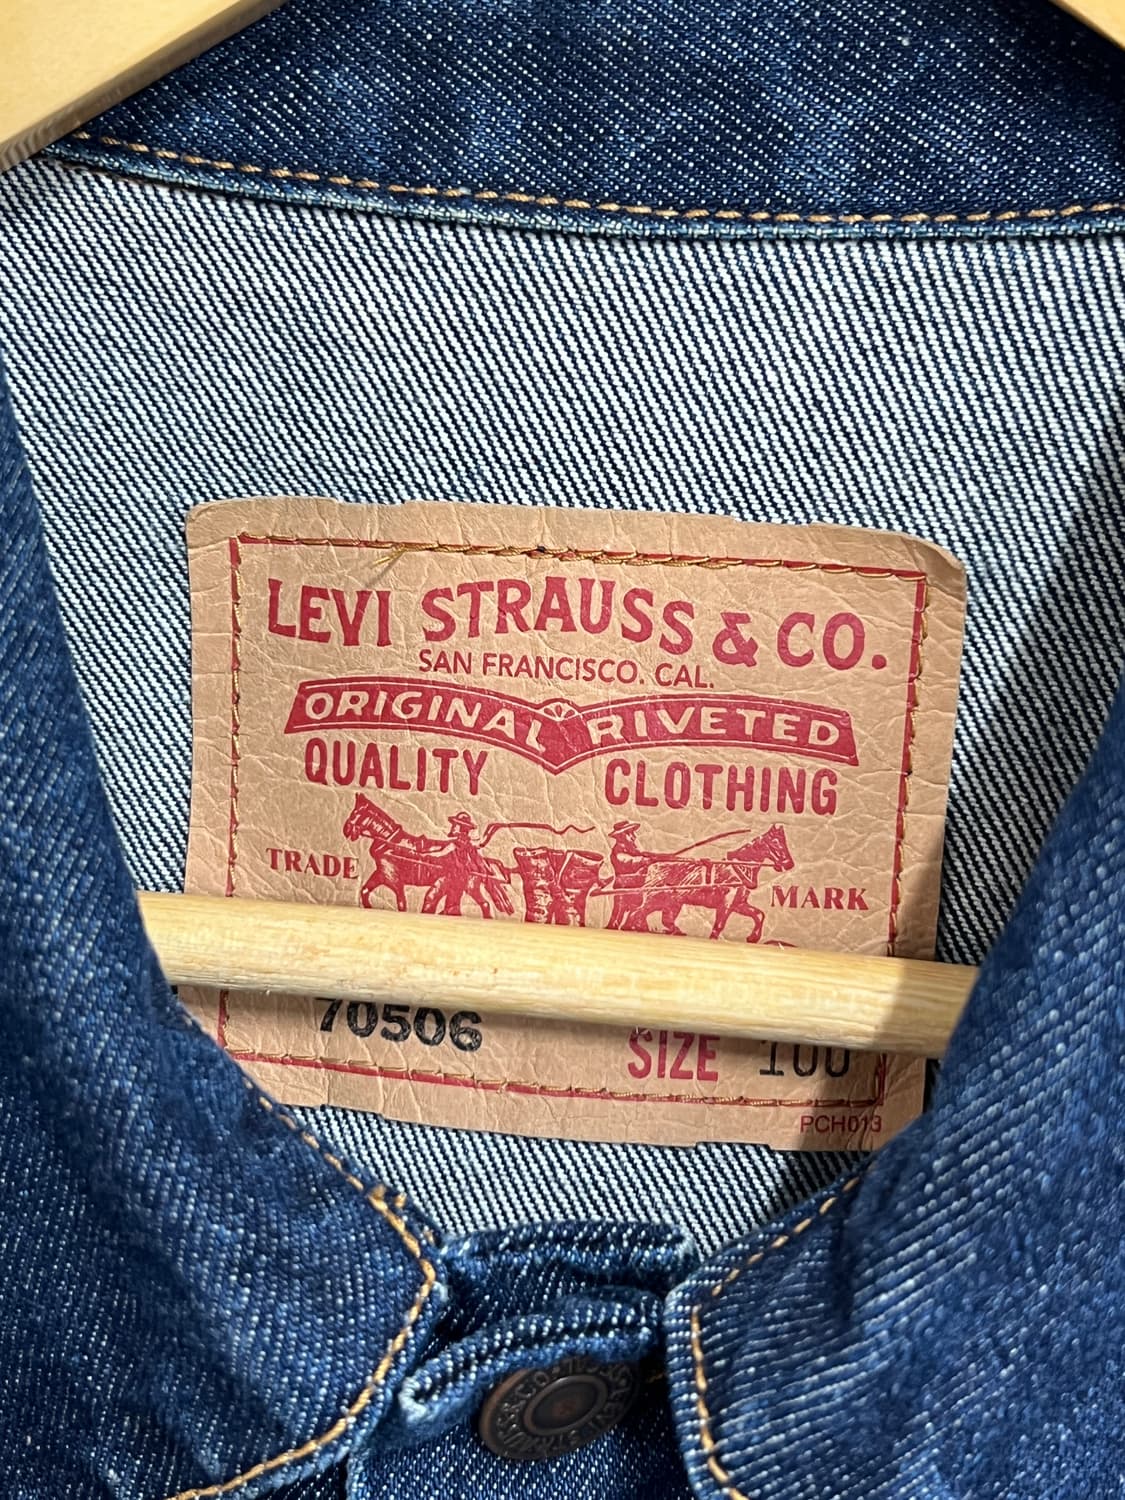 LEVI STRAUSS & CO.
SAN FRANCISCO. CAL.
ORIGINAL RIVETED
QUALITY CLOTHING
TRADE MARK
70506 SIZE 100
PCH013